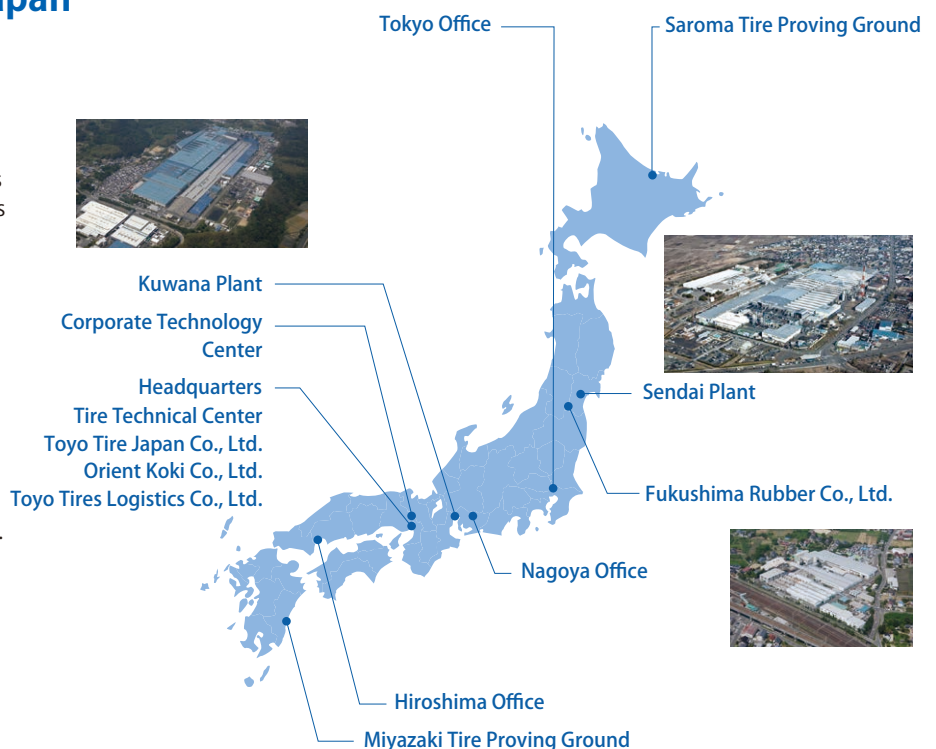 Tokyo Office
Saroma Tire Proving Ground
Kuwana Plant
Corporate Technology
Center
Headquarters
Tire Technical Center
Toyo Tire Japan Co., Ltd.
Orient Koki Co., Ltd.
Toyo Tires Logistics Co., Ltd.
Sendai Plant
Fukushima Rubber Co., Ltd.
Nagoya Office
Hiroshima Office
Miyazaki Tire Proving Ground